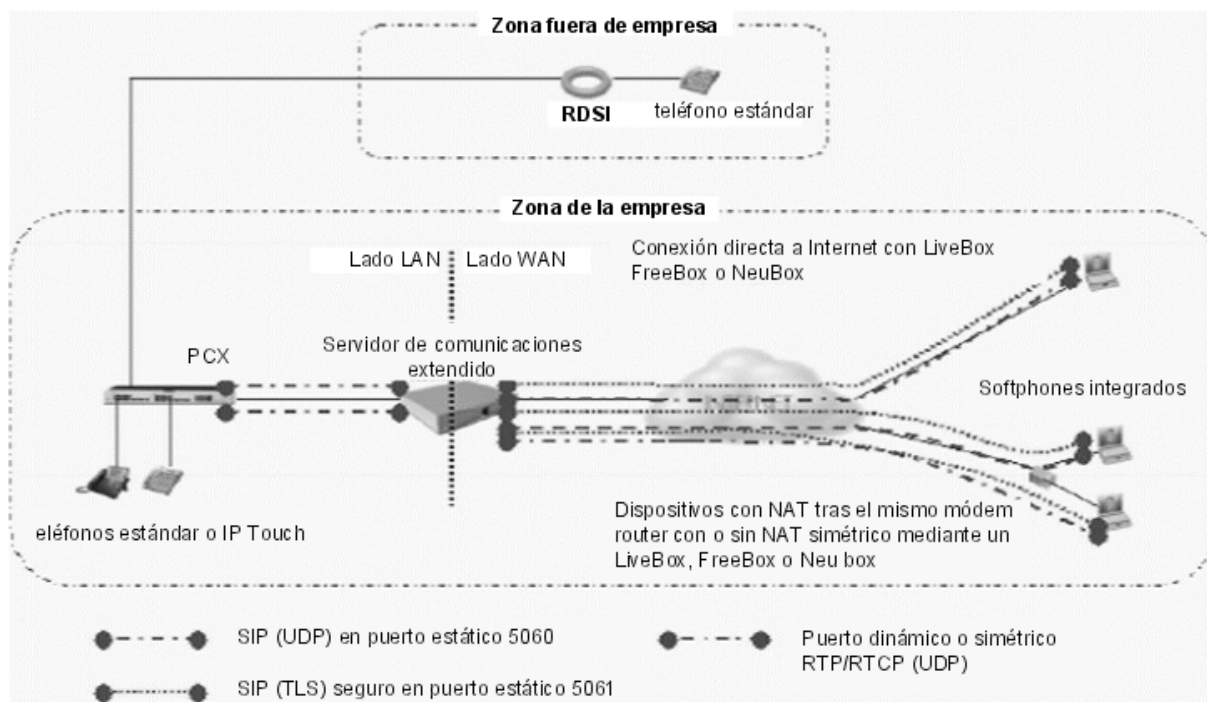 Zona fuera de empresa
RDSI
teléfono estándar
Zona de la empresa
Lado LAN
Lado WAN
Conexión directa a Internet con LiveBox
FreeBox o NeuBox
PCX
Servidor de comunicaciones
extendido
Softphones integrados
eléfonos estándar o IP Touch
Dispositivos con NAT tras el mismo módem
router con o sin NAT simétrico mediante un
LiveBox, FreeBox o Neu box
SIP (UDP) en puerto estático 5060
Puerto dinámico o simétrico
RTP/RTCP (UDP)
SIP (TLS) seguro en puerto estático 5061